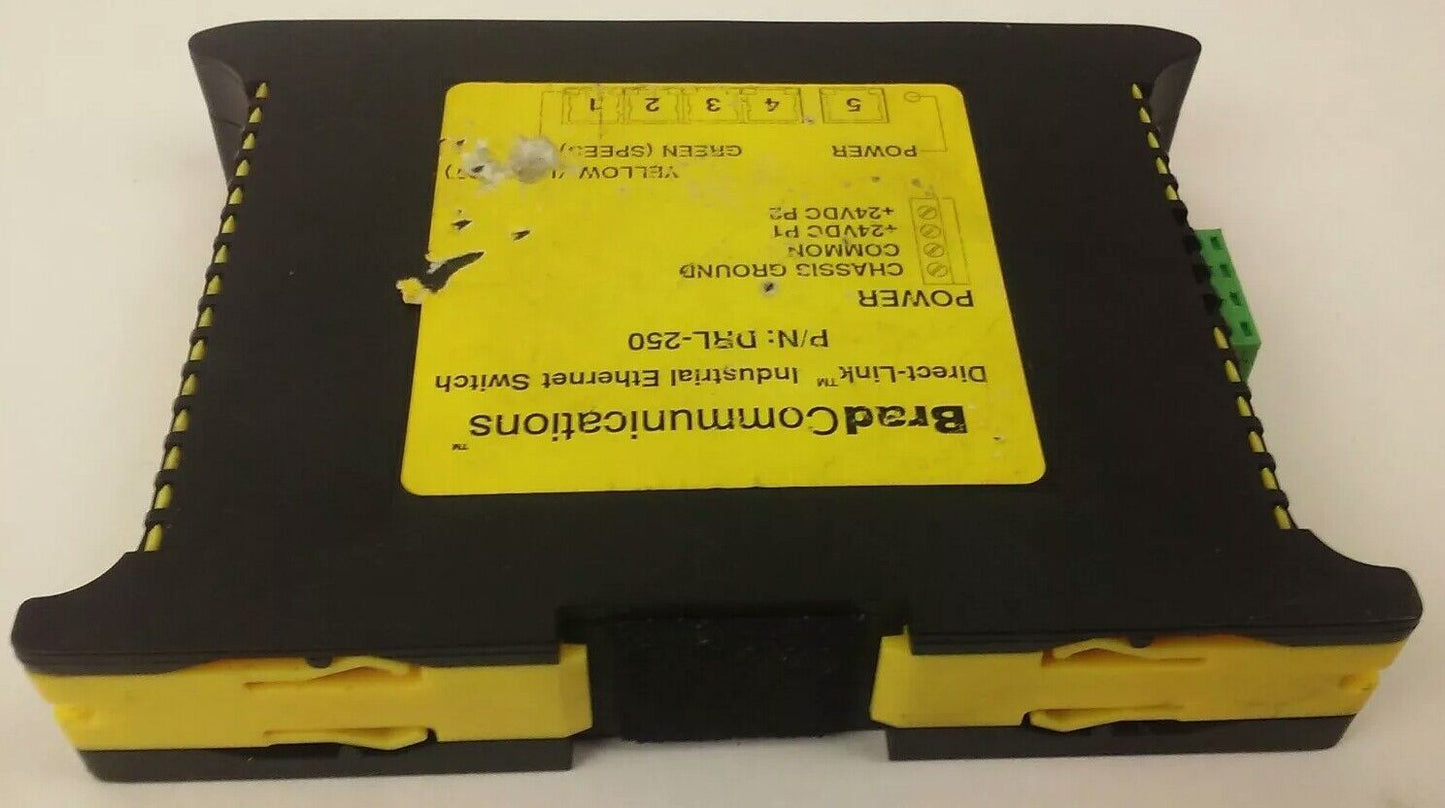 BradCommunications™
Direct-Link™ Industrial Ethernet Switch
P/N: DRL-250
POWER
CHASSIS GROUND
COMMON
+24VDC P1
+24VDC P2
YELLOW
POWER GREEN (SPEED)
5 4 3 2 1